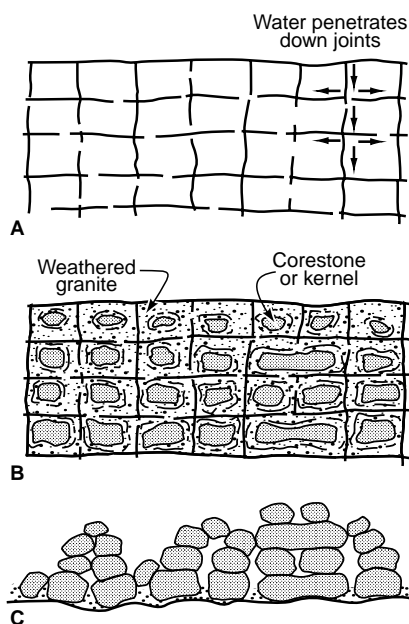 Water penetrates
down joints
A
Weathered
granite
Corestone
or kernel
B
C